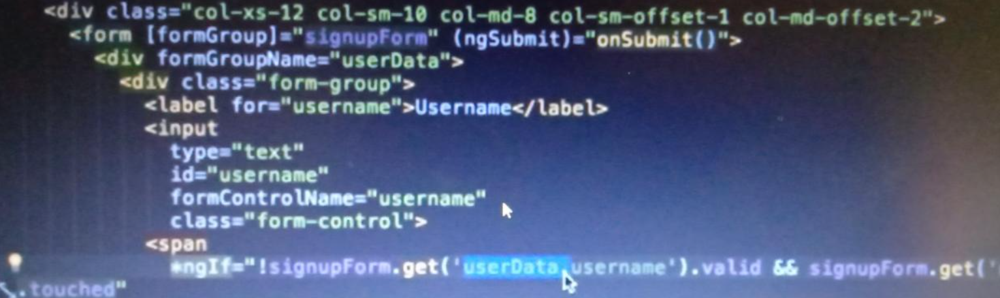 <div class="col-xs-12 col-sm-10 col-md-8 col-sm-offset-1 col-md-offset-2">
<form [formGroup]="signupForm" (ngSubmit)="onSubmit()">
<div formGroupName="userData">
<div class="form-group">
<label for="username">Username</label>
<input
type="text"
id="username"
formControlName="username"
class="form-control">
<span
*ngIf="!signupForm.get('userData.username').valid && signupForm.get('
.touched"